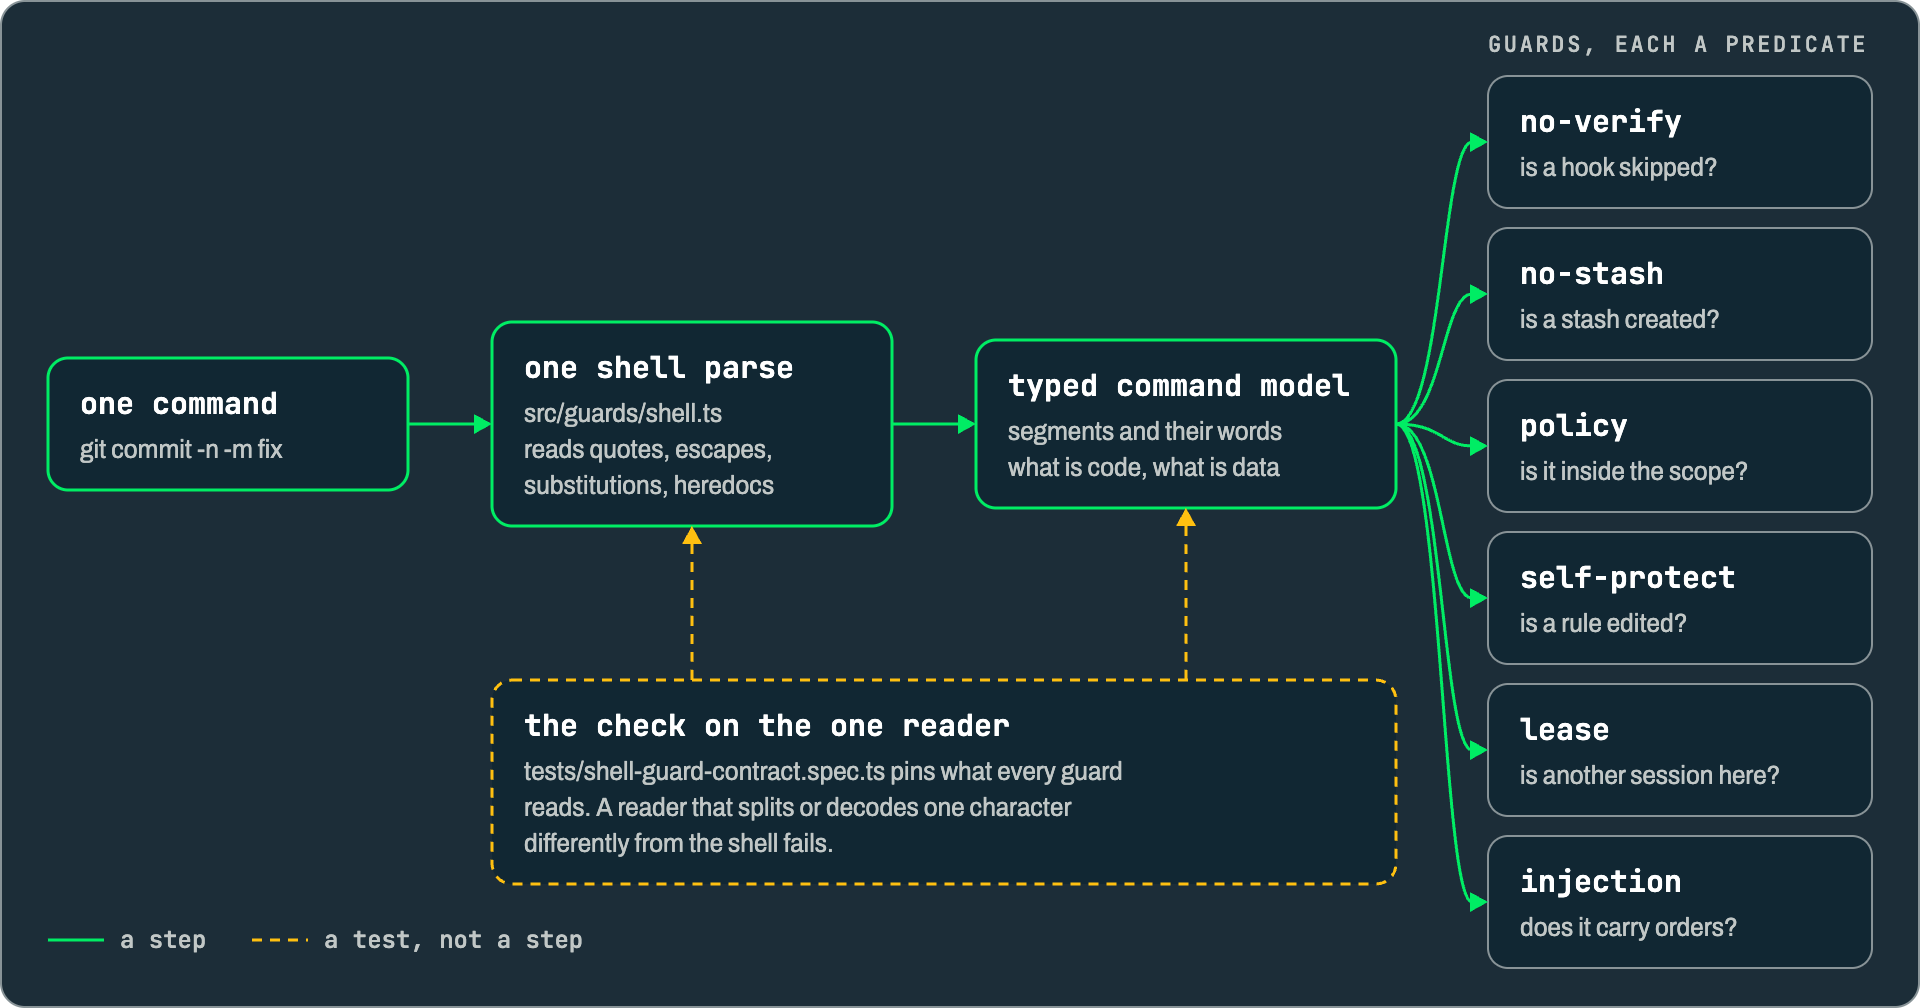 GUARDS, EACH A PREDICATE
one command
git commit -n -m fix
one shell parse
src/guards/shell.ts
reads quotes, escapes,
substitutions, heredocs
typed command model
segments and their words
what is code, what is data
no-verify
is a hook skipped?
no-stash
is a stash created?
policy
is it inside the scope?
self-protect
is a rule edited?
lease
is another session here?
injection
does it carry orders?
the check on the one reader
tests/shell-guard-contract.spec.ts pins what every guard
reads. A reader that splits or decodes one character
differently from the shell fails.
a step
a test, not a step